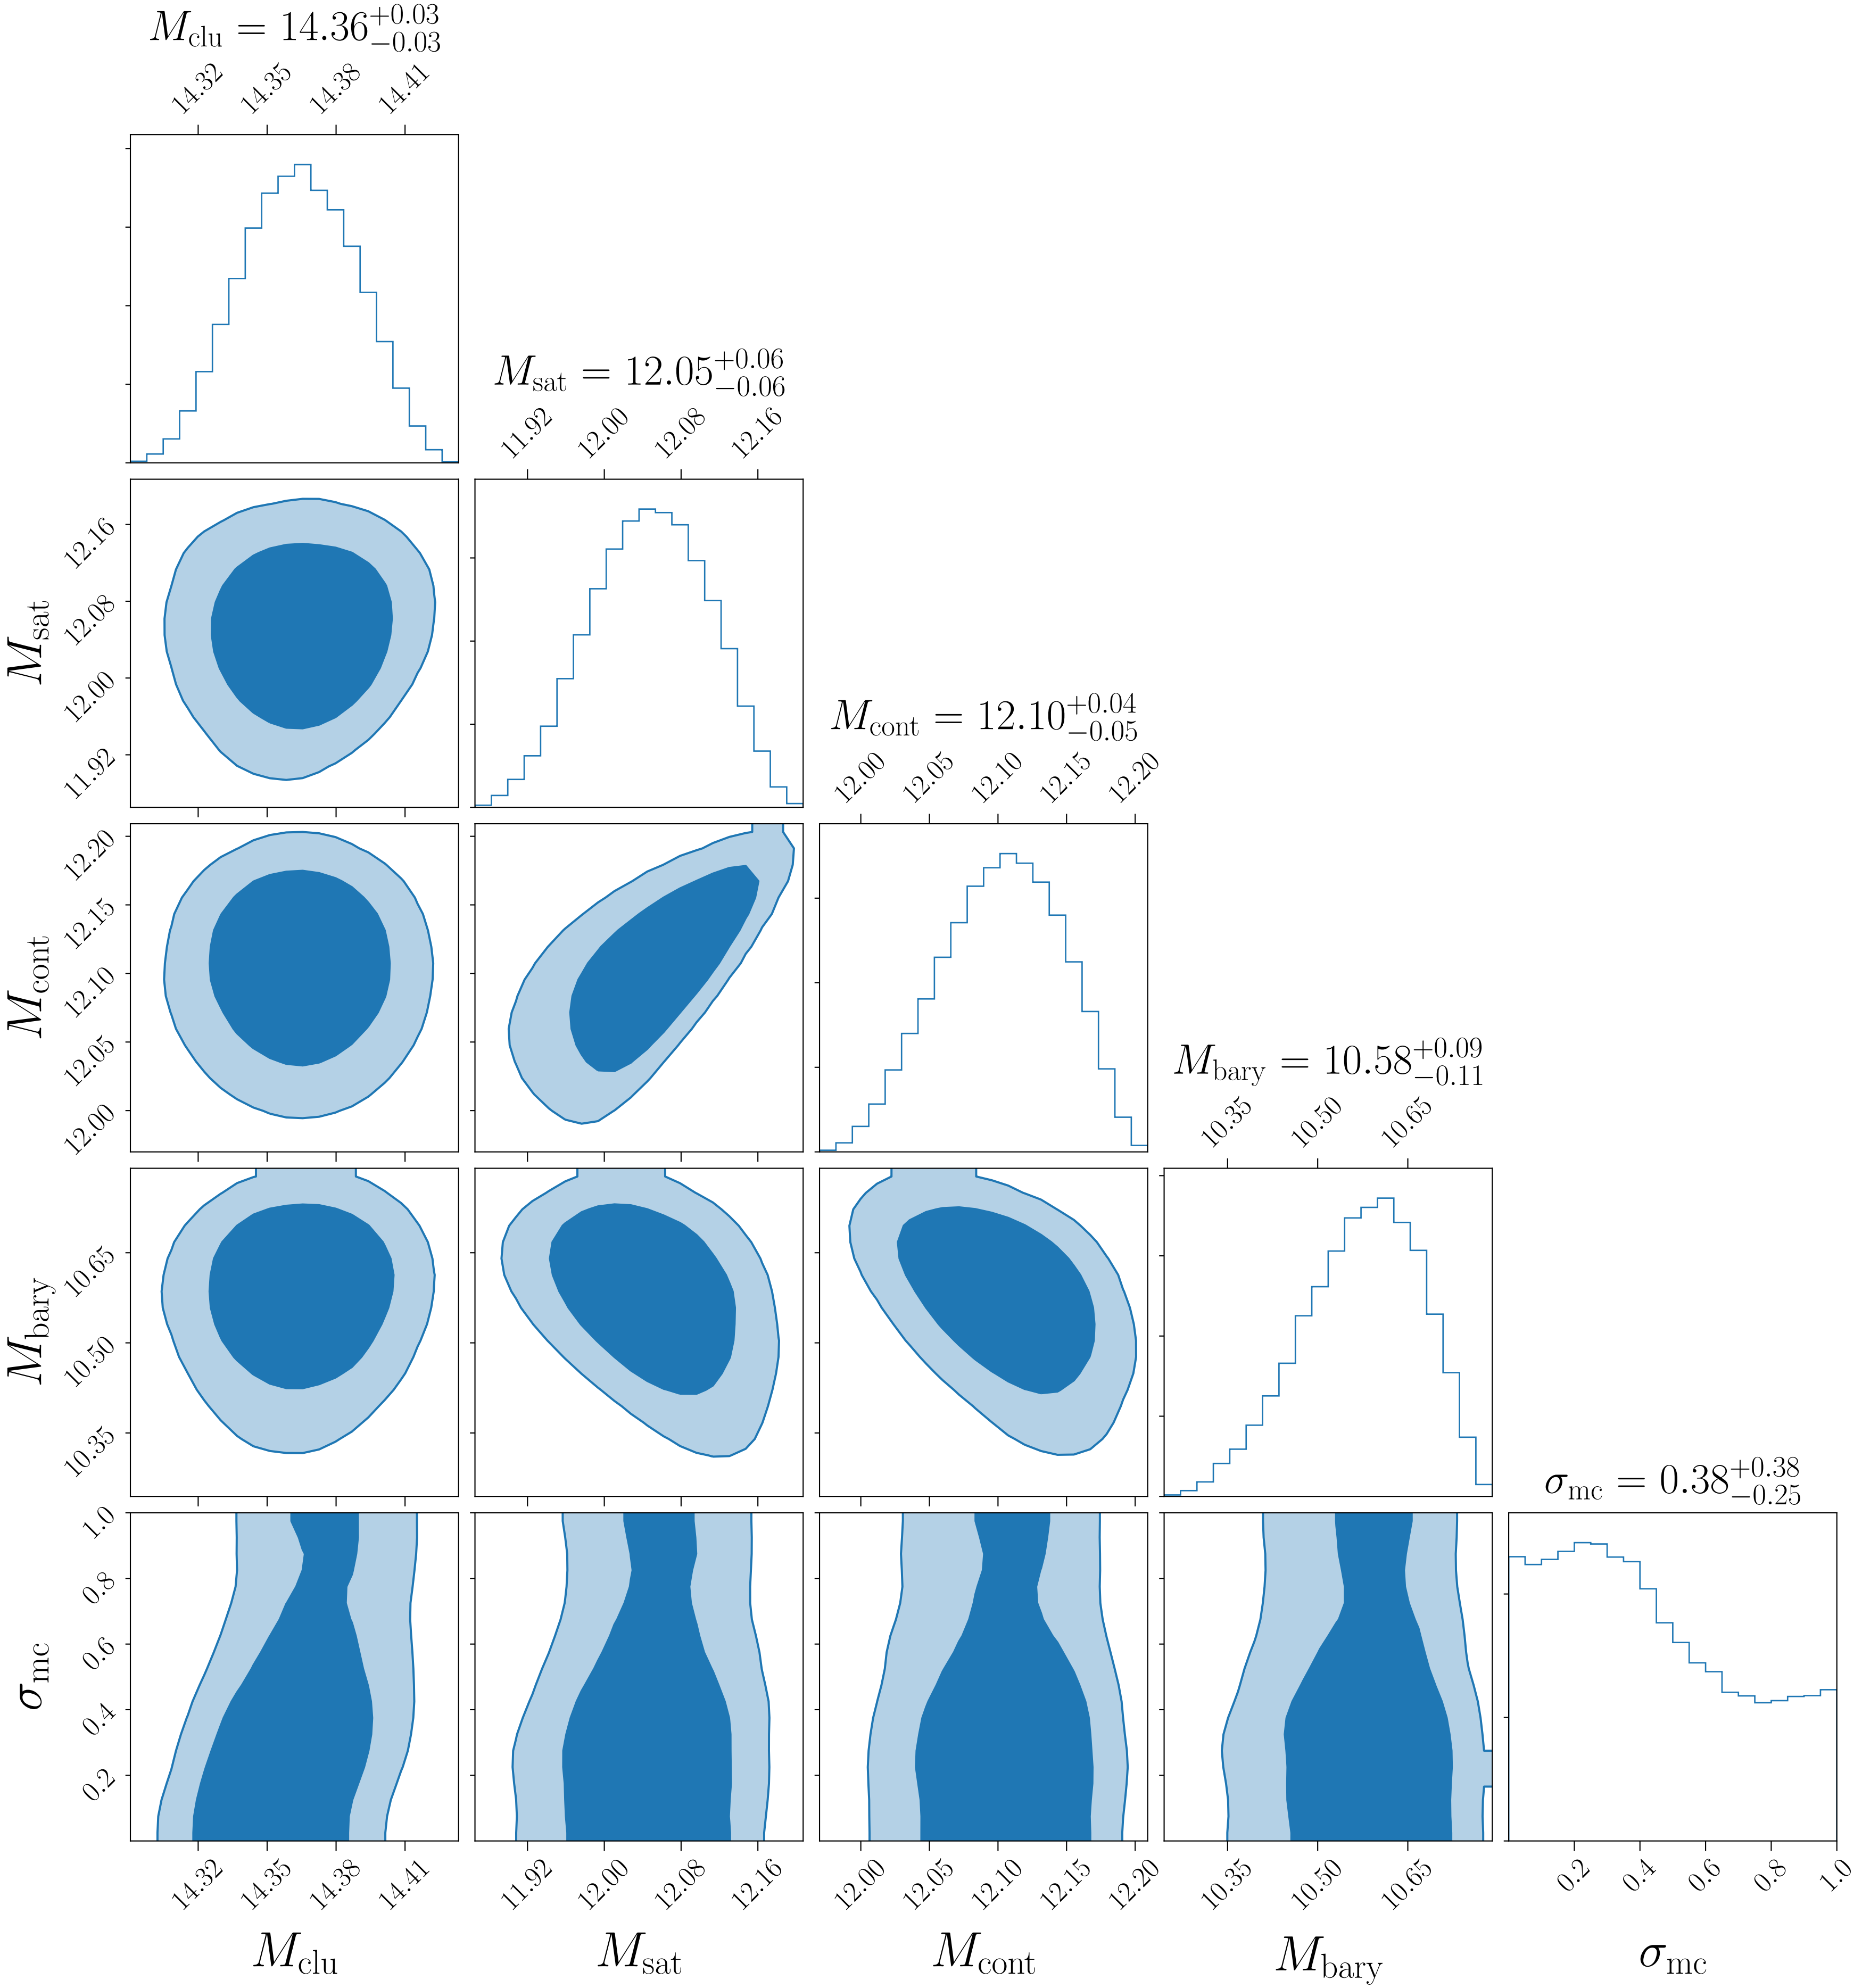 M_clu = 14.36^{+0.03}_{-0.03}
14.32 14.35 14.38 14.41
M_sat = 12.05^{+0.06}_{-0.06}
11.92 12.00 12.08 12.16
M_sat
12.16
12.08
12.00
11.92
M_cont = 12.10^{+0.04}_{-0.05}
12.00 12.05 12.10 12.15 12.20
M_cont
12.20
12.15
12.10
12.05
12.00
M_bary = 10.58^{+0.09}_{-0.11}
10.35 10.50 10.65
M_bary
10.65
10.50
10.35
σ_mc = 0.38^{+0.38}_{-0.25}
σ_mc
1.0
0.8
0.6
0.4
0.2
14.32 14.35 14.38 14.41 11.92 12.00 12.08 12.16 12.00 12.05 12.10 12.15 12.20 10.35 10.50 10.65 0.2 0.4 0.6 0.8 1.0
M_clu M_sat M_cont M_bary σ_mc